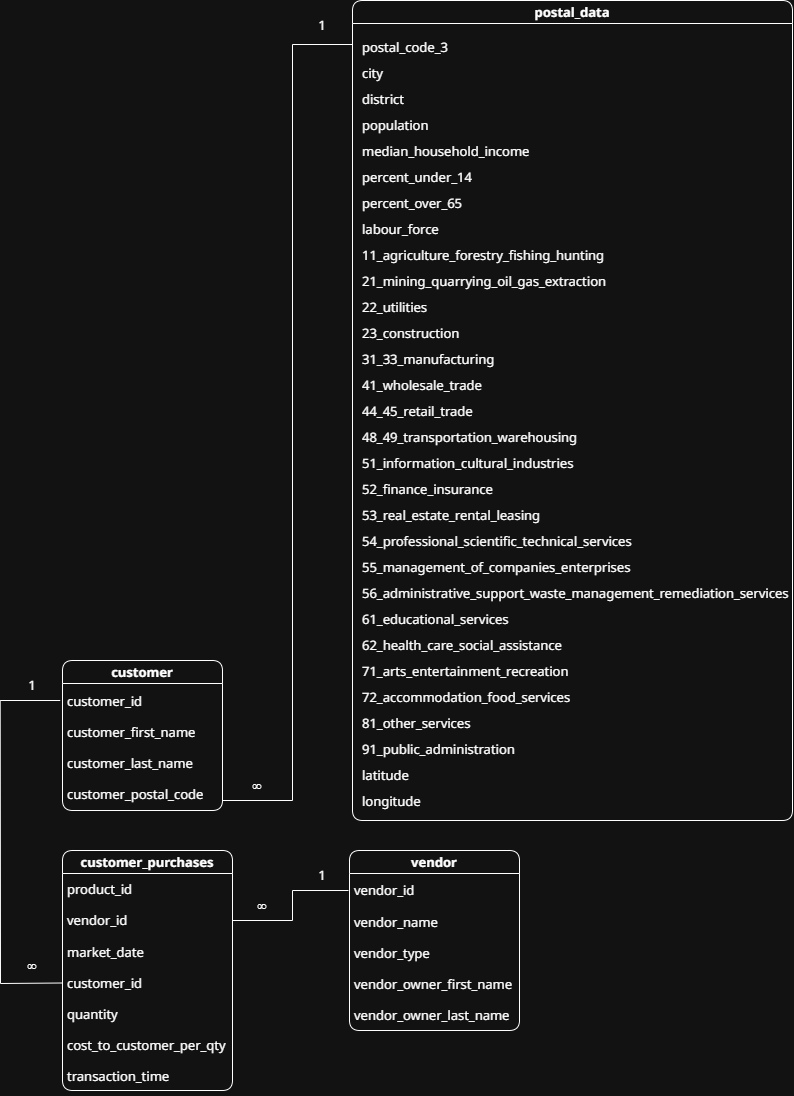 1
postal_data
postal_code_3
city
district
population
median_household_income
percent_under_14
percent_over_65
labour_force
11_agriculture_forestry_fishing_hunting
21_mining_quarrying_oil_gas_extraction
22_utilities
23_construction
31_33_manufacturing
41_wholesale_trade
44_45_retail_trade
48_49_transportation_warehousing
51_information_cultural_industries
52_finance_insurance
53_real_estate_rental_leasing
54_professional_scientific_technical_services
55_management_of_companies_enterprises
56_administrative_support_waste_management_remediation_services
61_educational_services
62_health_care_social_assistance
71_arts_entertainment_recreation
72_accommodation_food_services
81_other_services
91_public_administration
latitude
longitude
1
customer
customer_id
customer_first_name
customer_last_name
customer_postal_code
∞
customer_purchases
product_id
vendor_id
market_date
customer_id
quantity
cost_to_customer_per_qty
transaction_time
∞
∞
1
vendor
vendor_id
vendor_name
vendor_type
vendor_owner_first_name
vendor_owner_last_name